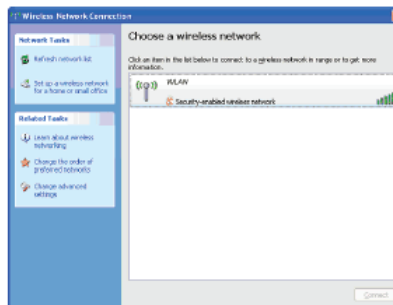 Wireless Network Connection
Network Tasks
Refresh network list
Set up a wireless network
for a home or small office
Related Tasks
Learn about wireless
networking
Change the order of
preferred networks
Change advanced
settings
Choose a wireless network
Click an item in the list below to connect to a wireless network in range or to get more
information.
WLAN
Security-enabled wireless network
Connect